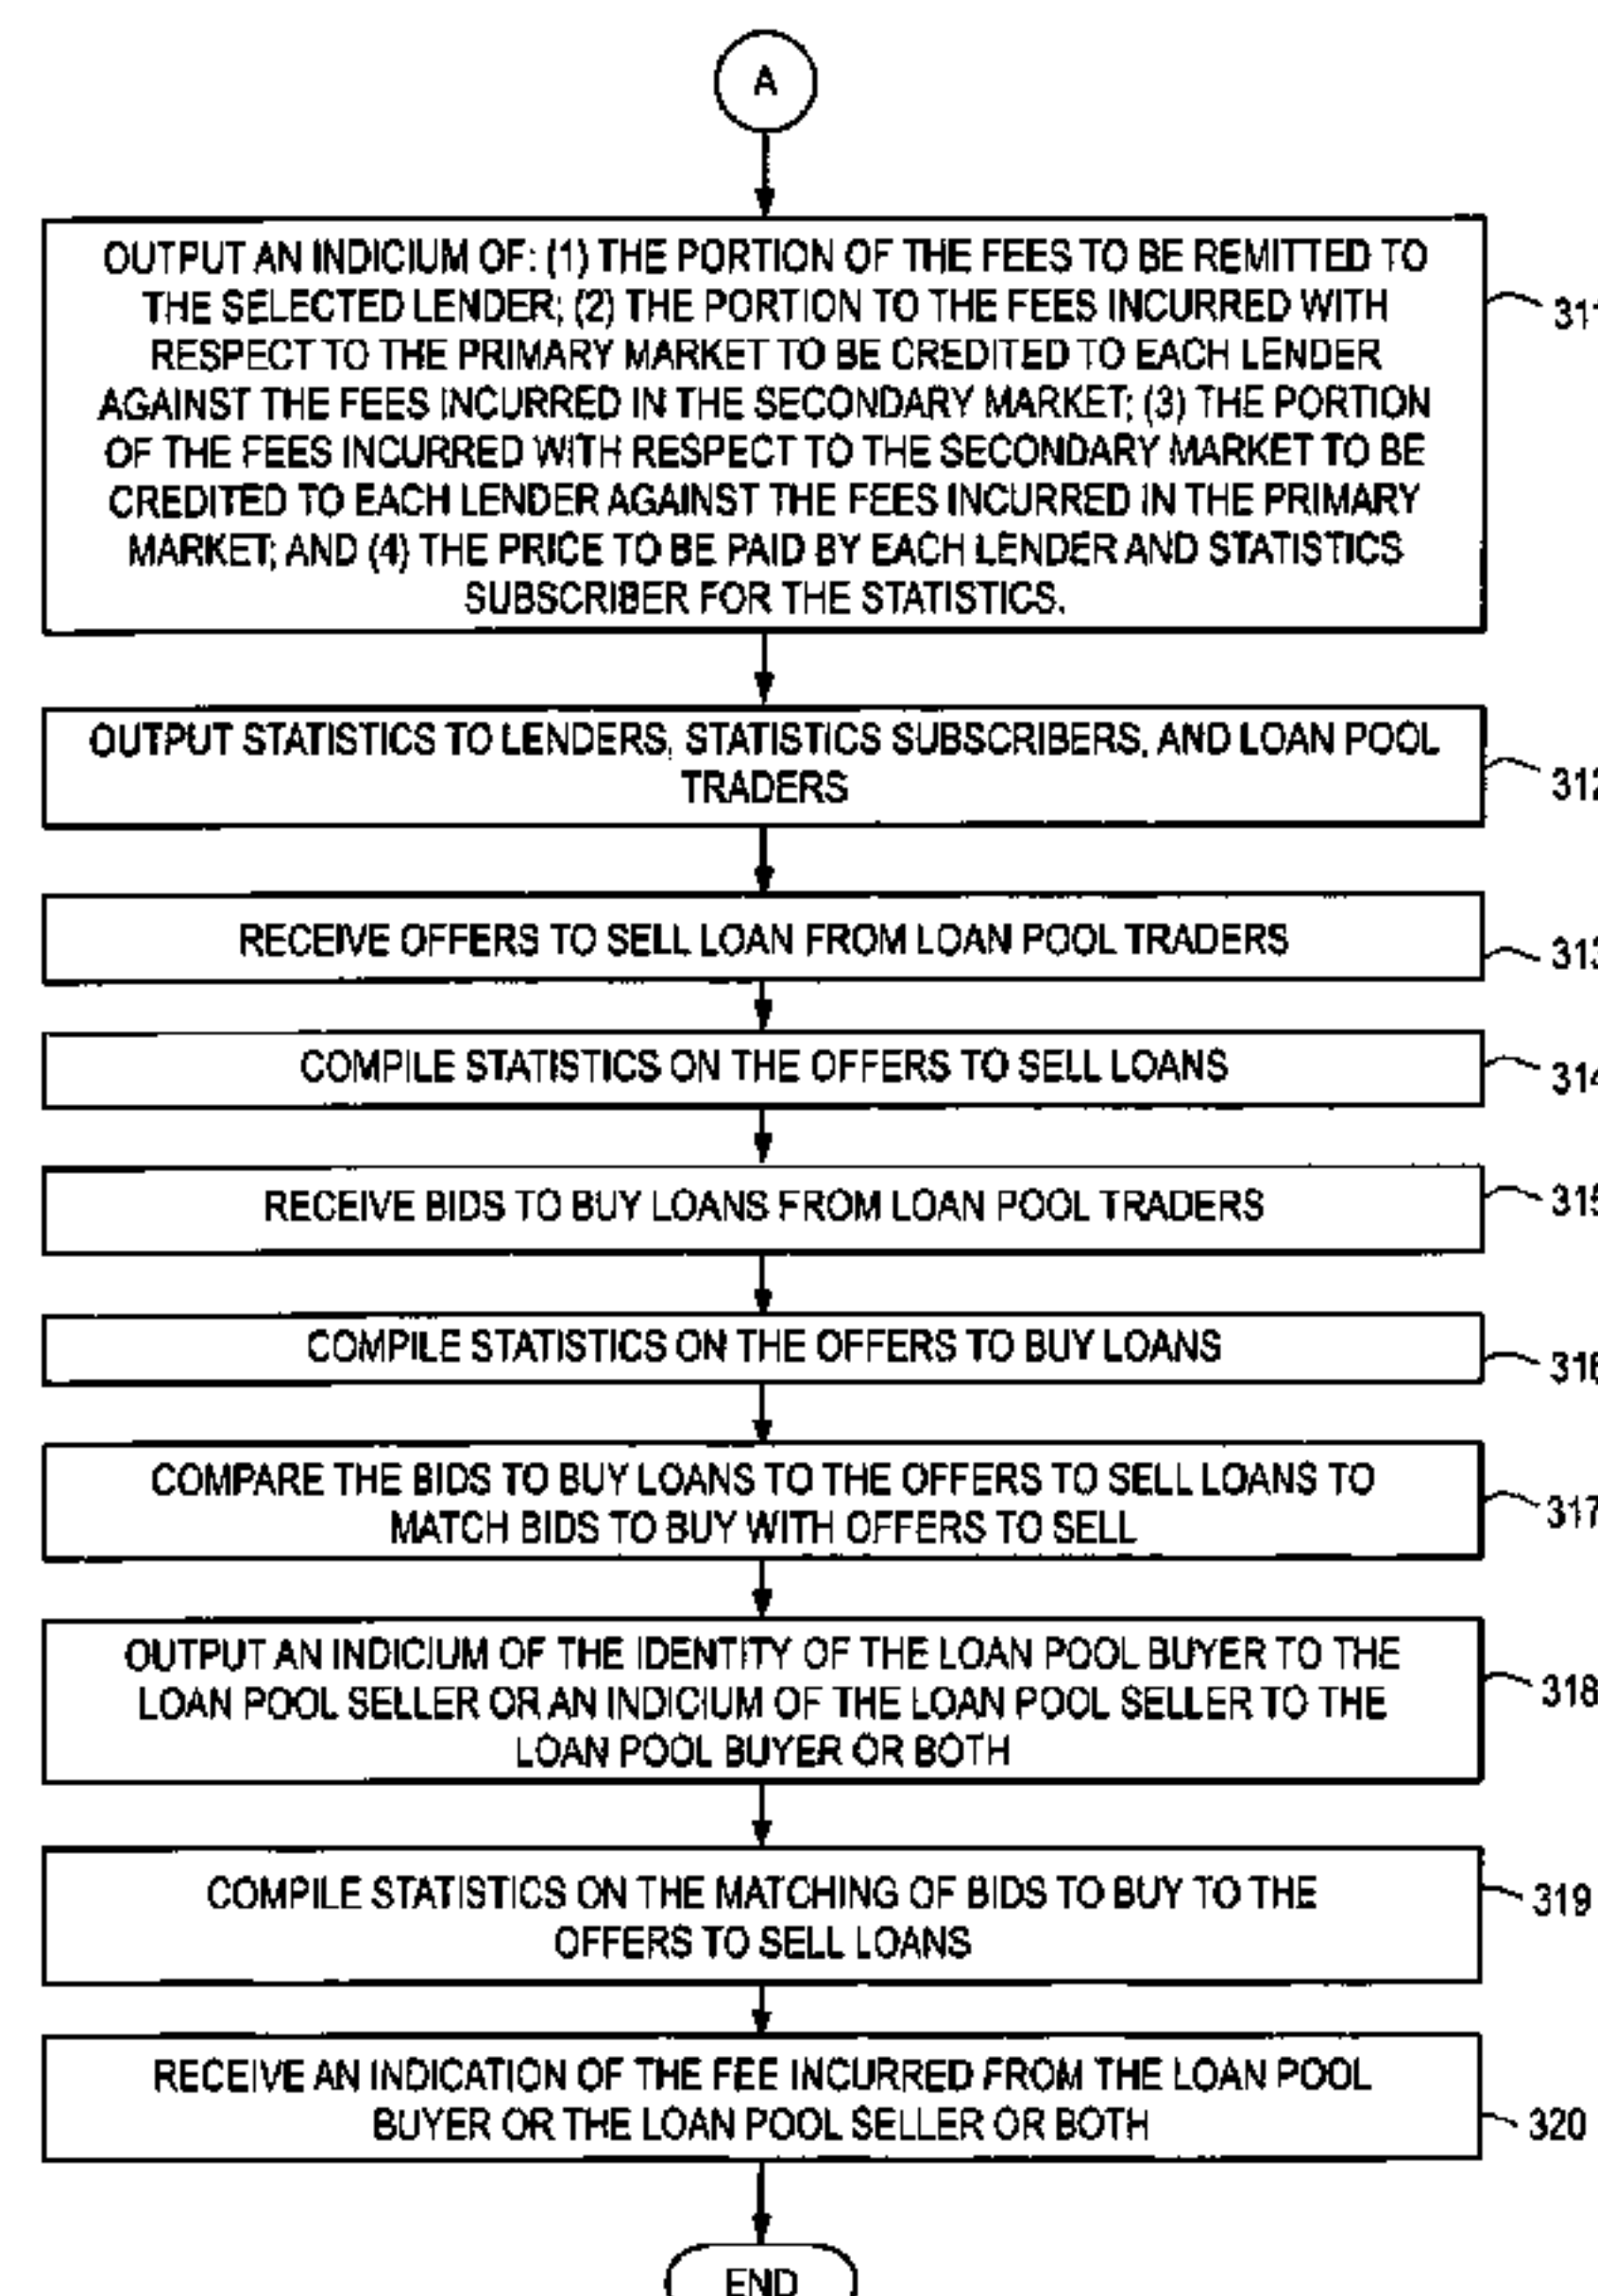 A
OUTPUT AN INDICIUM OF: (1) THE PORTION OF THE FEES TO BE REMITTED TO
THE SELECTED LENDER; (2) THE PORTION TO THE FEES INCURRED WITH
RESPECT TO THE PRIMARY MARKET TO BE CREDITED TO EACH LENDER
AGAINST THE FEES INCURRED IN THE SECONDARY MARKET; (3) THE PORTION
OF THE FEES INCURRED WITH RESPECT TO THE SECONDARY MARKET TO BE
CREDITED TO EACH LENDER AGAINST THE FEES INCURRED IN THE PRIMARY
MARKET; AND (4) THE PRICE TO BE PAID BY EACH LENDER AND STATISTICS
SUBSCRIBER FOR THE STATISTICS.
311
OUTPUT STATISTICS TO LENDERS, STATISTICS SUBSCRIBERS, AND LOAN POOL
TRADERS
312
RECEIVE OFFERS TO SELL LOAN FROM LOAN POOL TRADERS
313
COMPILE STATISTICS ON THE OFFERS TO SELL LOANS
314
RECEIVE BIDS TO BUY LOANS FROM LOAN POOL TRADERS
315
COMPILE STATISTICS ON THE OFFERS TO BUY LOANS
316
COMPARE THE BIDS TO BUY LOANS TO THE OFFERS TO SELL LOANS TO
MATCH BIDS TO BUY WITH OFFERS TO SELL
317
OUTPUT AN INDICIUM OF THE IDENTITY OF THE LOAN POOL BUYER TO THE
LOAN POOL SELLER OR AN INDICIUM OF THE LOAN POOL SELLER TO THE
LOAN POOL BUYER OR BOTH
318
COMPILE STATISTICS ON THE MATCHING OF BIDS TO BUY TO THE
OFFERS TO SELL LOANS
319
RECEIVE AN INDICATION OF THE FEE INCURRED FROM THE LOAN POOL
BUYER OR THE LOAN POOL SELLER OR BOTH
320
END